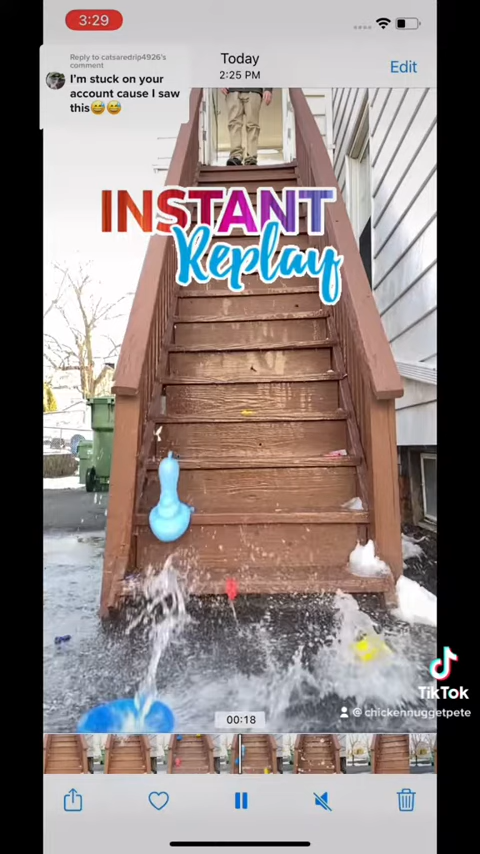 3:29
Reply to catsaredrip4926's
comment
I'm stuck on your
account cause I saw
this😅😅
Today
2:25 PM
Edit
INSTANT
Replay
00:18
TikTok
@ chickennuggetpete